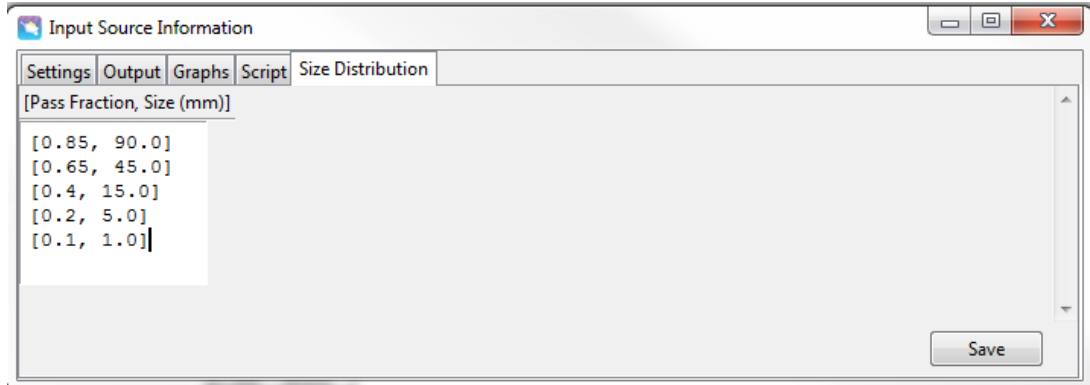 Input Source Information
Settings Output Graphs Script Size Distribution
[Pass Fraction, Size (mm)]
[0.85, 90.0]
[0.65, 45.0]
[0.4, 15.0]
[0.2, 5.0]
[0.1, 1.0]
Save